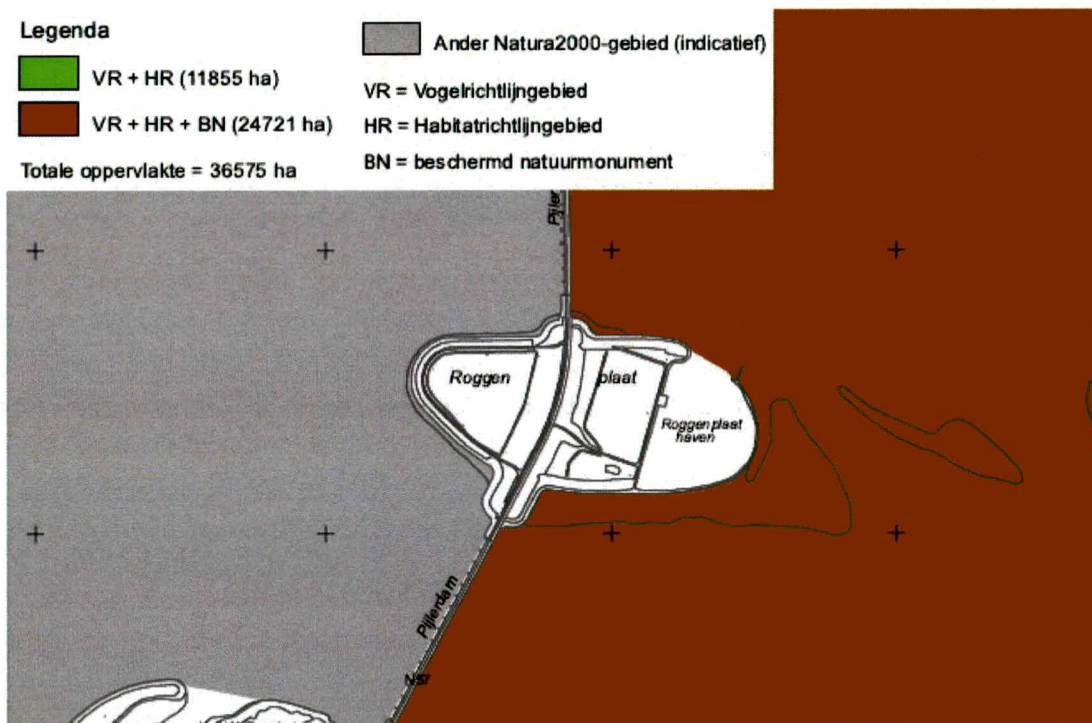 Legenda
VR + HR (11855 ha)
VR + HR + BN (24721 ha)
Totale oppervlakte = 36575 ha
Ander Natura2000-gebied (indicatief)
VR = Vogelrichtlijngebied
HR = Habitatrichtlijngebied
BN = beschermd natuurmonument
Pijler
Roggen
plaat
Roggenplaat
haven
Pijlerdam
N57